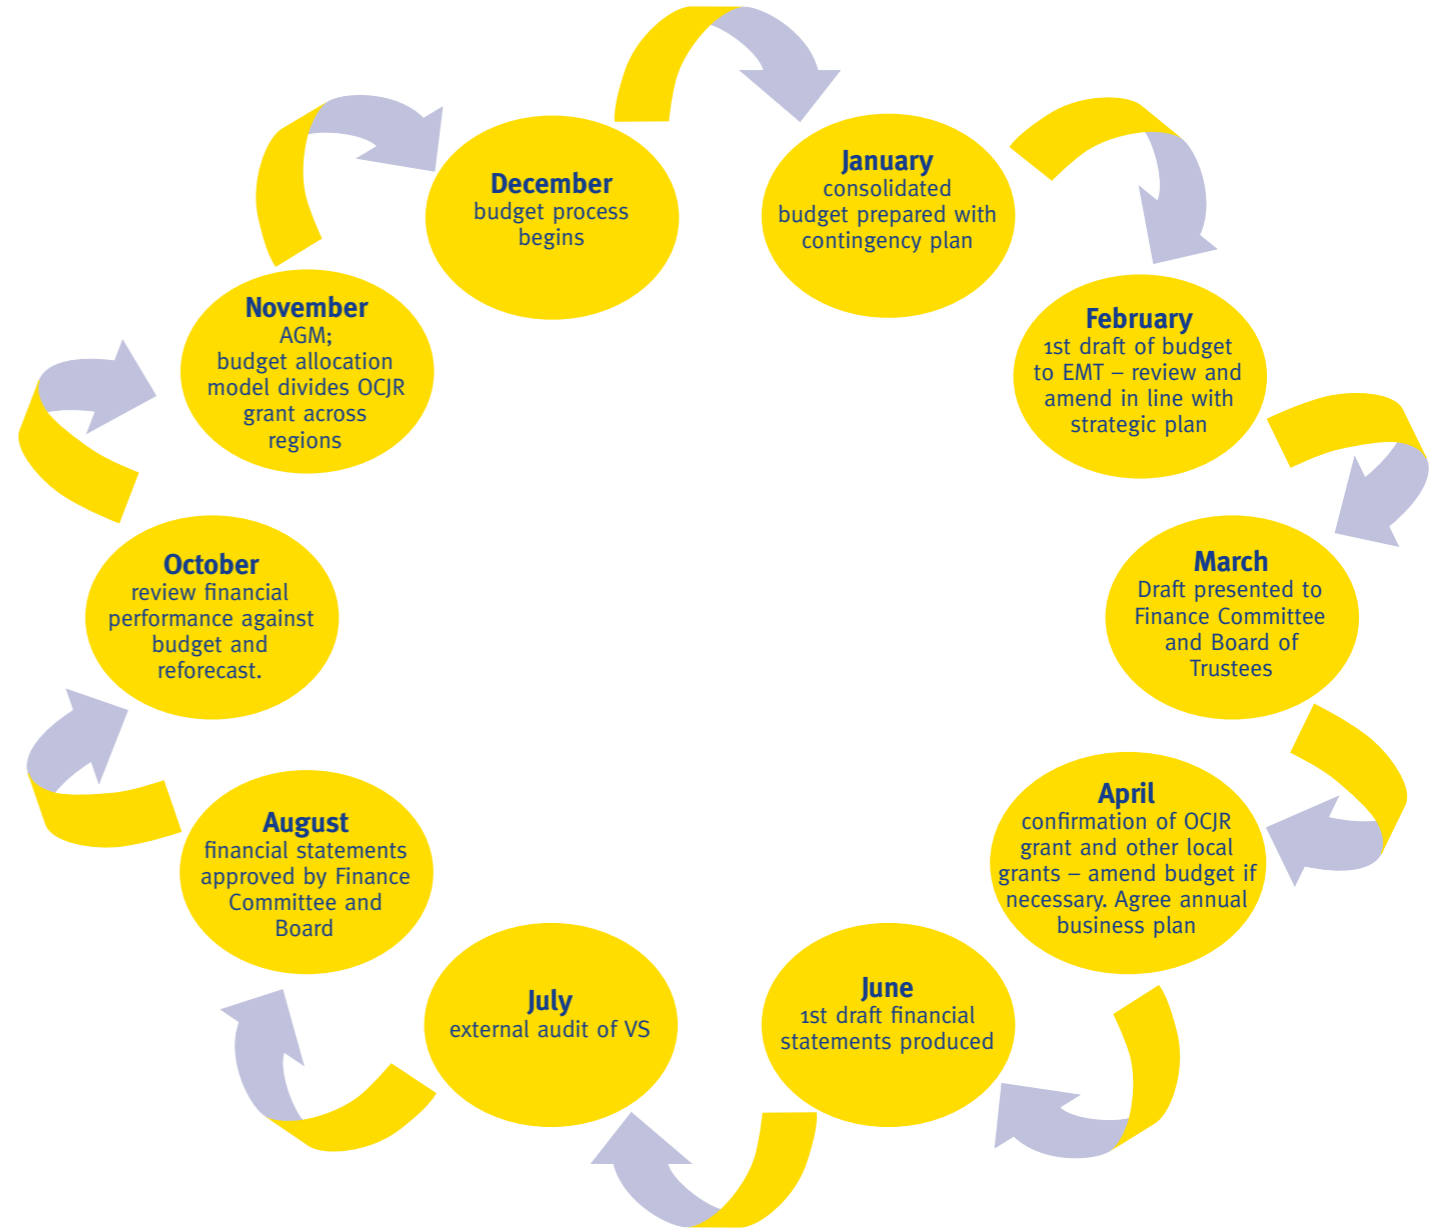 December
budget process
begins
January
consolidated
budget prepared with
contingency plan
February
1st draft of budget
to EMT – review and
amend in line with
strategic plan
March
Draft presented to
Finance Committee
and Board of
Trustees
April
confirmation of OCJR
grant and other local
grants – amend budget if
necessary. Agree annual
business plan
June
1st draft financial
statements produced
July
external audit of VS
August
financial statements
approved by Finance
Committee and
Board
October
review financial
performance against
budget and
reforecast.
November
AGM;
budget allocation
model divides OCJR
grant across
regions